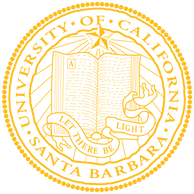 UNIVERSITY · OF · CALIFORNIA
A
LET THERE BE
LIGHT
· SANTA BARBARA ·